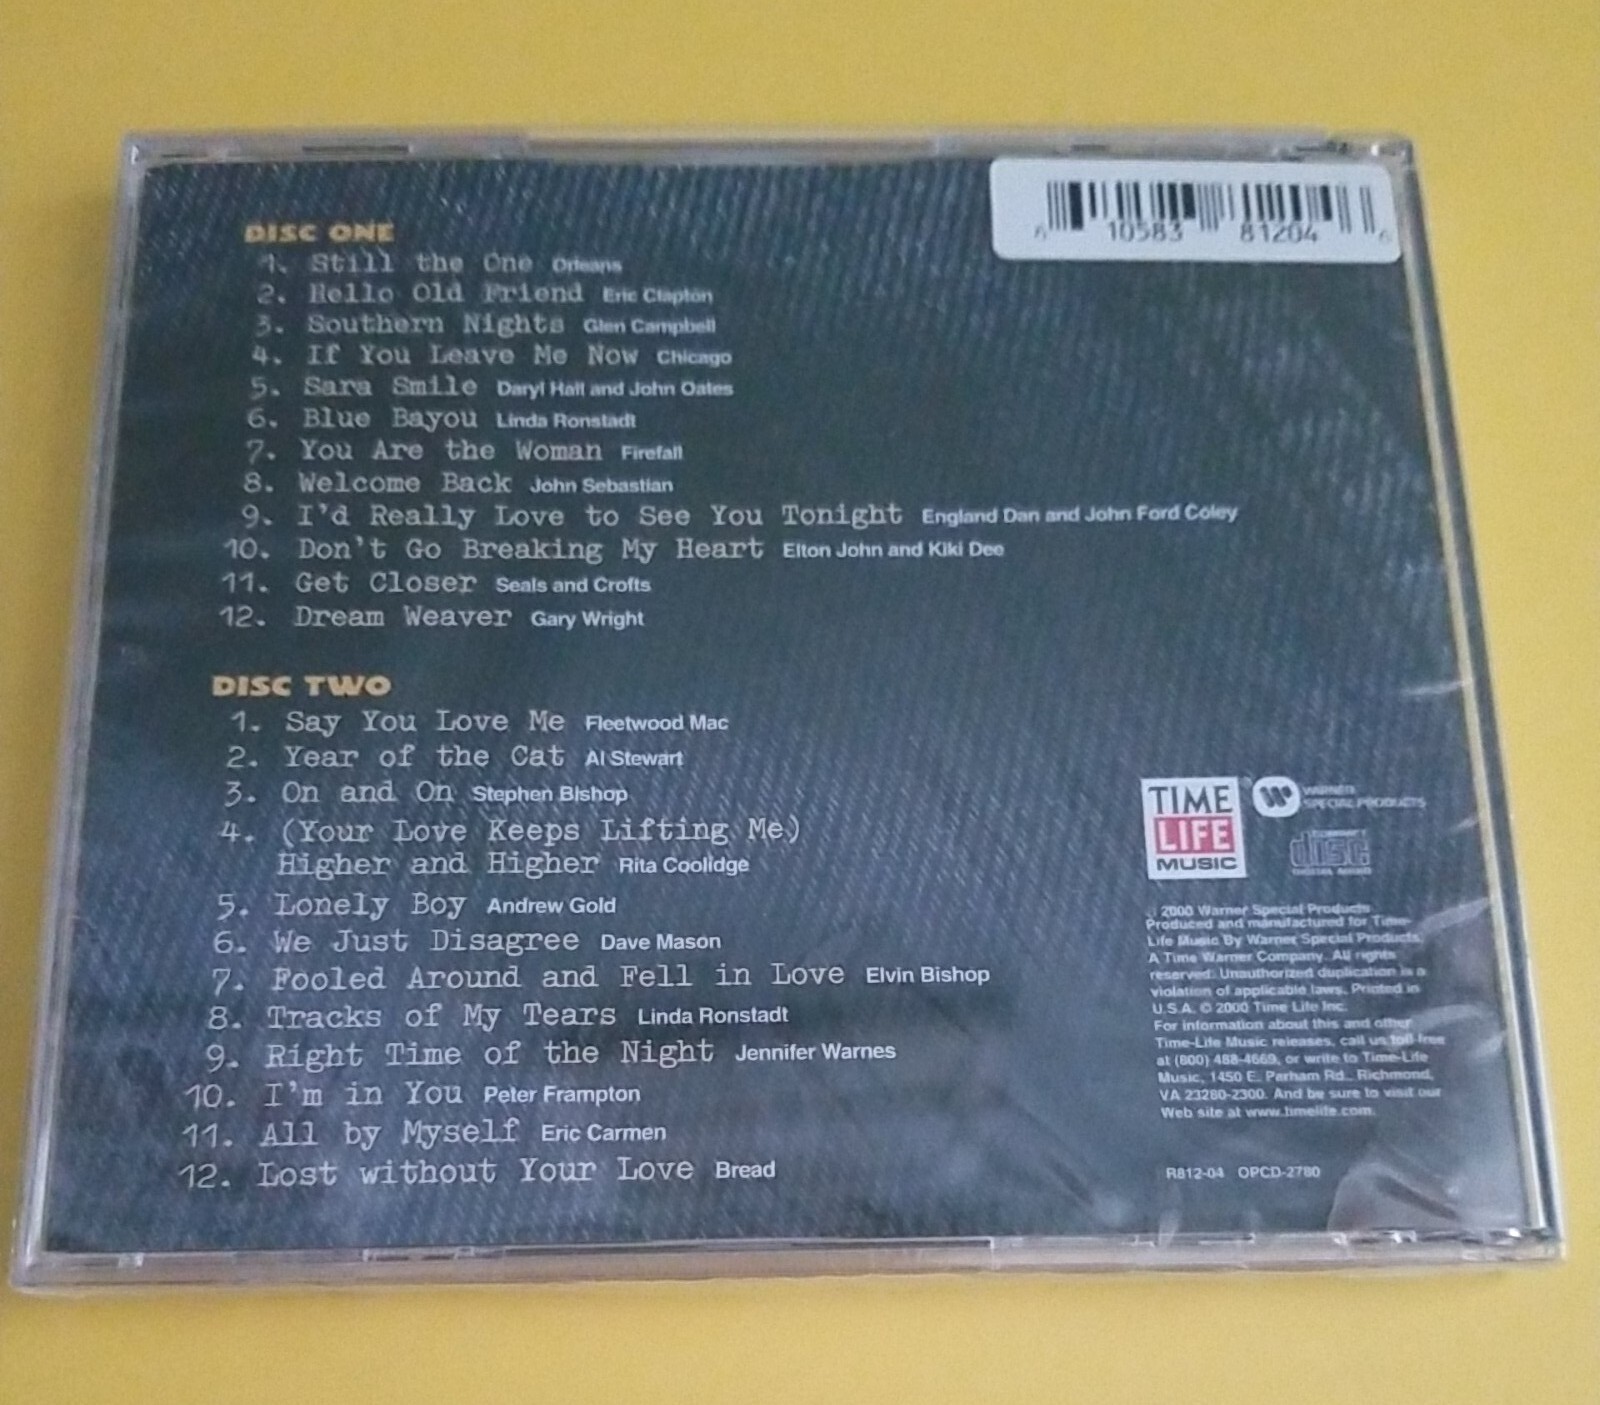 6 10583 81204 6
DISC ONE
1. Still the One Orleans
2. Hello Old Friend Eric Clapton
3. Southern Nights Glen Campbell
4. If You Leave Me Now Chicago
5. Sara Smile Daryl Hall and John Oates
6. Blue Bayou Linda Ronstadt
7. You Are the Woman Firefall
8. Welcome Back John Sebastian
9. I'd Really Love to See You Tonight England Dan and John Ford Coley
10. Don't Go Breaking My Heart Elton John and Kiki Dee
11. Get Closer Seals and Crofts
12. Dream Weaver Gary Wright
DISC TWO
1. Say You Love Me Fleetwood Mac
2. Year of the Cat Al Stewart
3. On and On Stephen Bishop
4. (Your Love Keeps Lifting Me)
Higher and Higher Rita Coolidge
5. Lonely Boy Andrew Gold
6. We Just Disagree Dave Mason
7. Fooled Around and Fell in Love Elvin Bishop
8. Tracks of My Tears Linda Ronstadt
9. Right Time of the Night Jennifer Warnes
10. I'm in You Peter Frampton
11. All by Myself Eric Carmen
12. Lost without Your Love Bread
TIME
LIFE
MUSIC
WARNER
SPECIAL PRODUCTS
COMPACT
disc
DIGITAL AUDIO
2000 Warner Special Products
Produced and manufactured for Time-
Life Music By Warner Special Products,
A Time Warner Company. All rights
reserved. Unauthorized duplication is a
violation of applicable laws. Printed in
U.S.A. © 2000 Time Life Inc.
For information about this and other
Time-Life Music releases, call us toll-free
at (800) 488-4669, or write to Time-Life
Music, 1450 E. Parham Rd., Richmond,
VA 23280-2300. And be sure to visit our
Web site at www.timelife.com.
R812-04 OPCD-2780